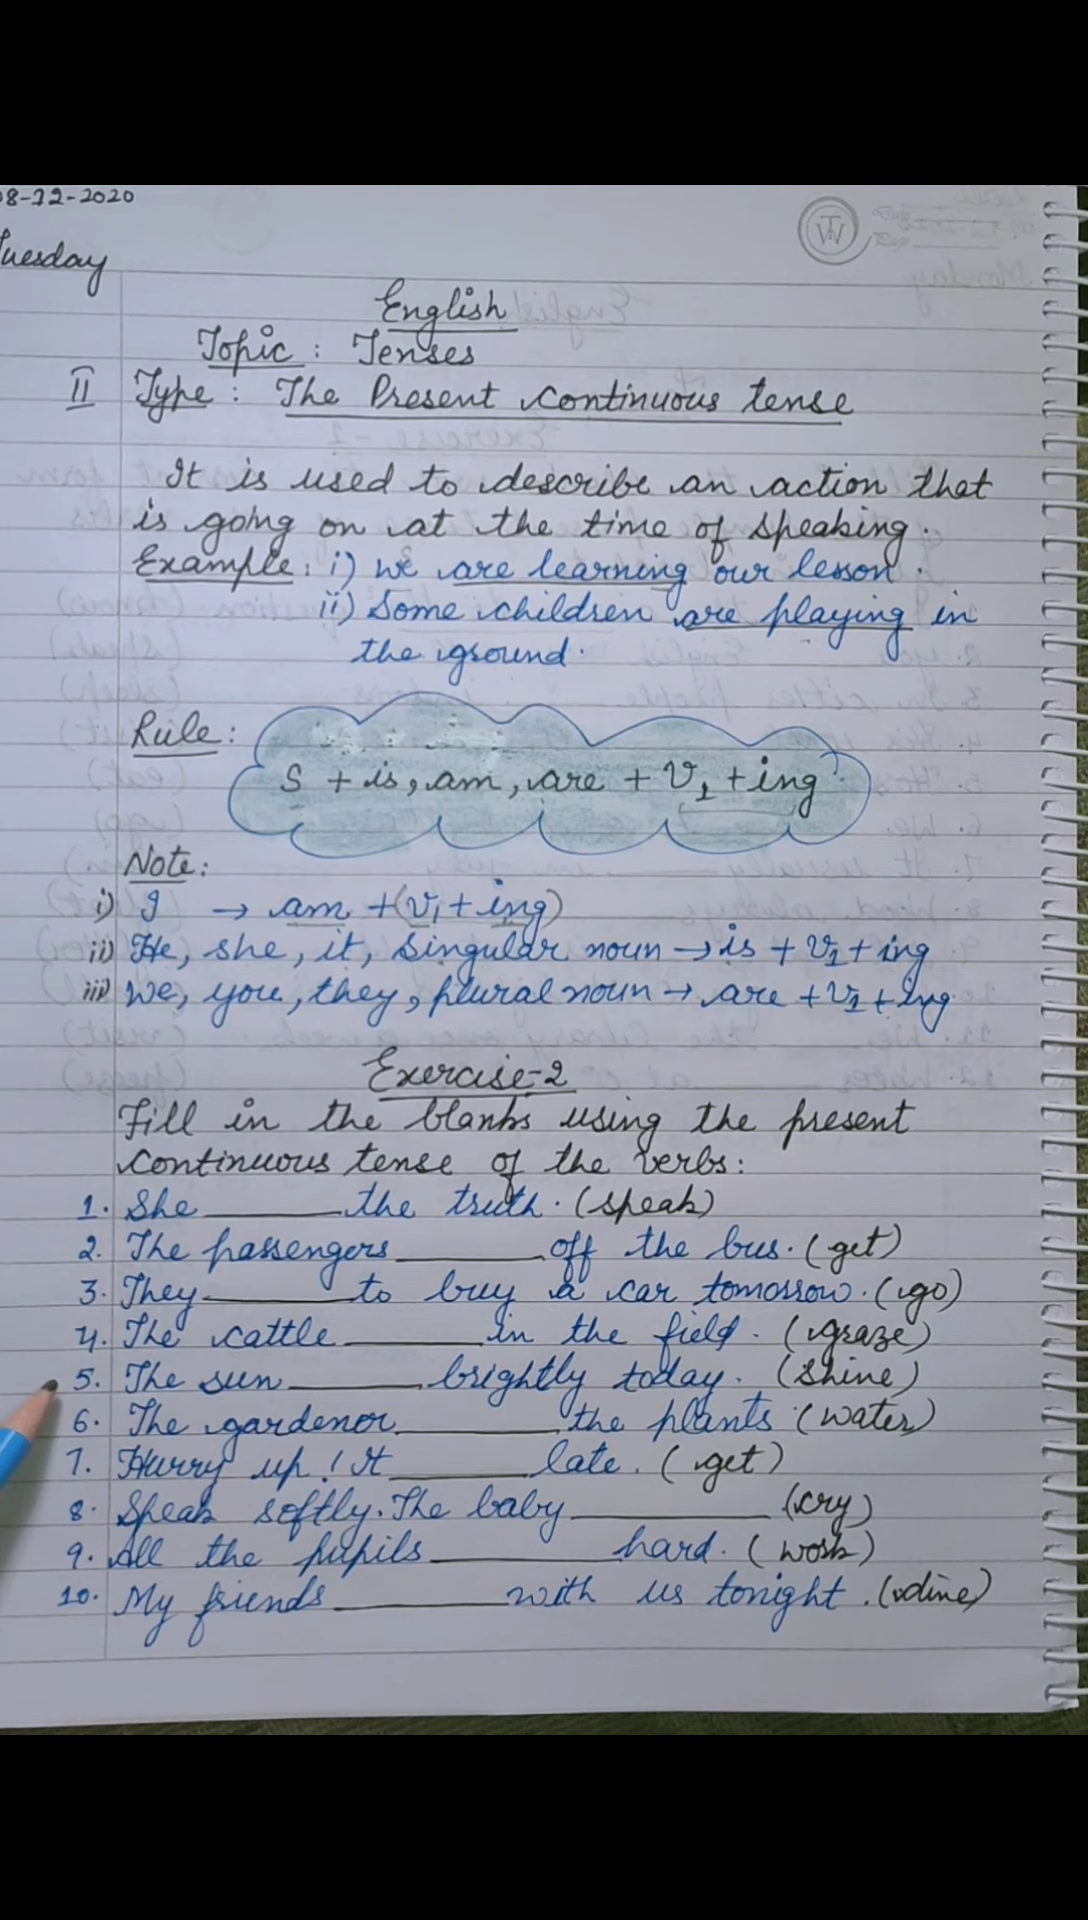 08-12-2020
Tuesday
English
Topic : Tenses
II Type : The Present continuous tense
It is used to describe an action that
is going on at the time of speaking.
Example : i) We are learning our lesson.
ii) Some children are playing in
the ground.
Rule :
S + is, am, are + V1 + ing
Note :
i) I → am + (V1 + ing)
ii) He, she, it, singular noun → is + V1 + ing
iii) We, you, they, plural noun → are + V1 + ing
Exercise-2
Fill in the blanks using the present
continuous tense of the verbs :
1. She ______ the truth. (speak)
2. The passengers ______ off the bus. (get)
3. They ______ to buy a car tomorrow. (go)
4. The cattle ______ in the field. (graze)
5. The sun ______ brightly today. (shine)
6. The gardenor ______ the plants. (water)
7. Hurry up! It ______ late. (get)
8. Speak softly. The baby ______ (cry)
9. All the pupils ______ hard. (work)
10. My friends ______ with us tonight. (dine)